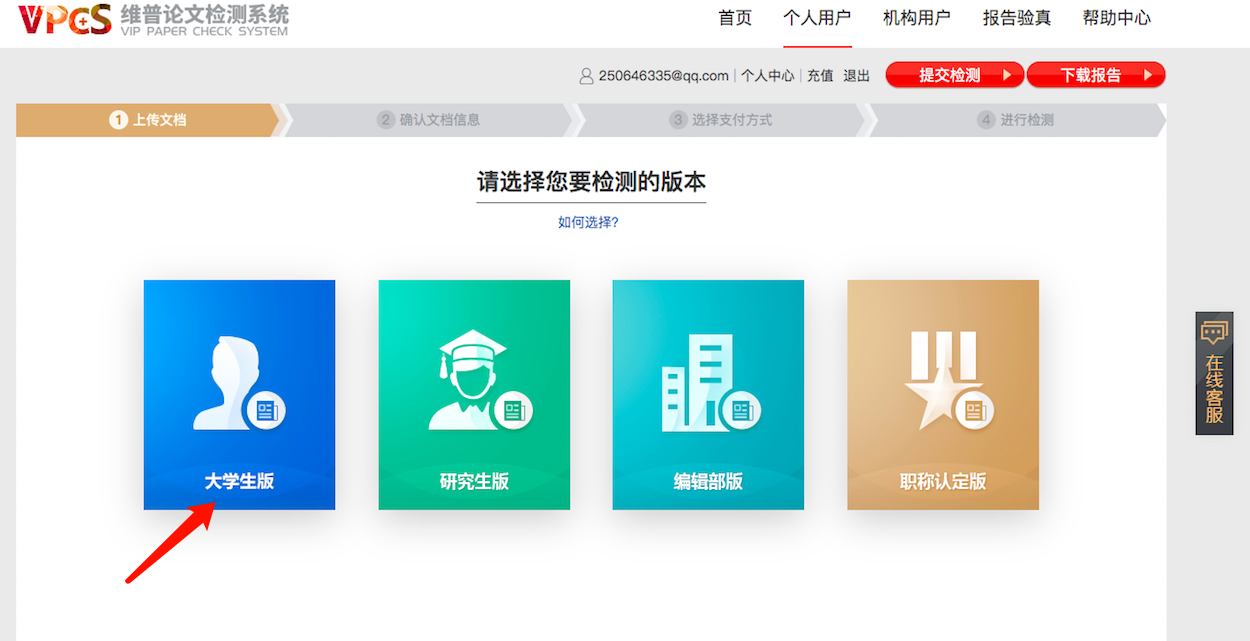 VPCS 维普论文检测系统
VIP PAPER CHECK SYSTEM
首页 个人用户 机构用户 报告验真 帮助中心
250646335@qq.com 个人中心 充值 退出 提交检测 下载报告
1 上传文档 2 确认文档信息 3 选择支付方式 4 进行检测
请选择您要检测的版本
如何选择?
大学生版 研究生版 编辑部版 职称认定版
在线客服